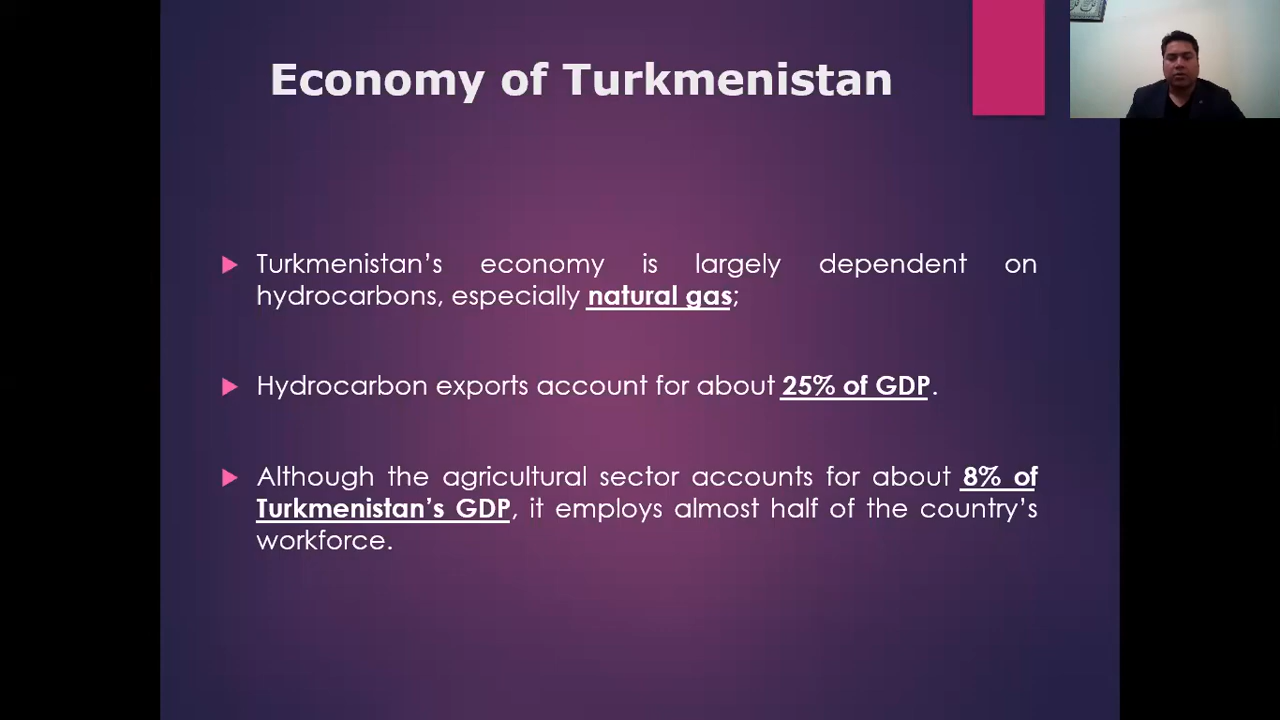 Economy of Turkmenistan
Turkmenistan’s economy is largely dependent on
hydrocarbons, especially natural gas;
Hydrocarbon exports account for about 25% of GDP.
Although the agricultural sector accounts for about 8% of
Turkmenistan’s GDP, it employs almost half of the country’s
workforce.